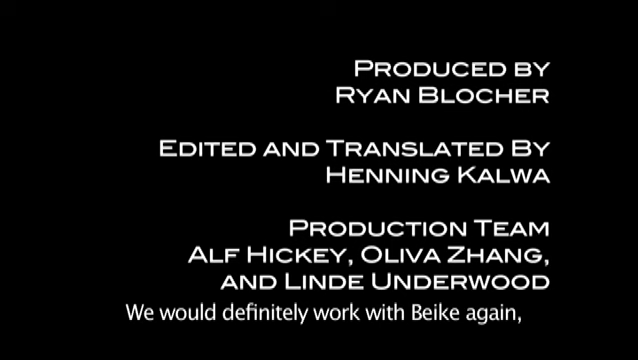 PRODUCED BY
RYAN BLOCHER
EDITED AND TRANSLATED BY
HENNING KALWA
PRODUCTION TEAM
ALF HICKEY, OLIVA ZHANG,
AND LINDE UNDERWOOD
We would definitely work with Beike again,